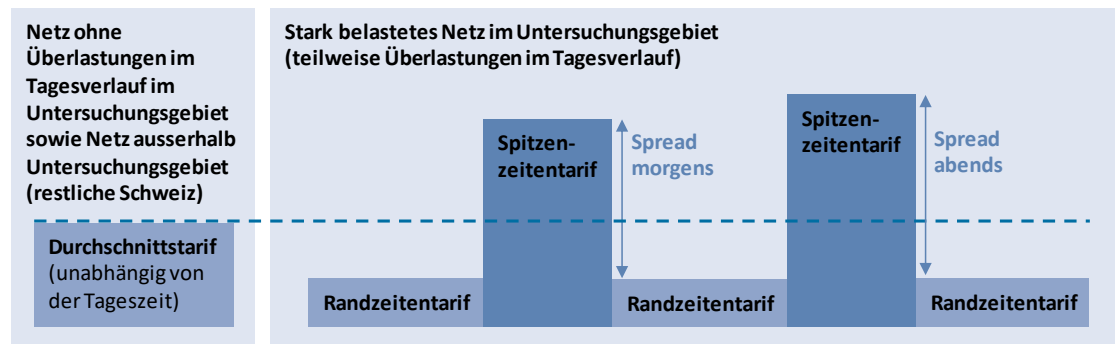 Netz ohne
Überlastungen im
Tagesverlauf im
Untersuchungsgebiet
sowie Netz ausserhalb
Untersuchungsgebiet
(restliche Schweiz)
Durchschnittstarif
(unabhängig von
der Tageszeit)
Stark belastetes Netz im Untersuchungsgebiet
(teilweise Überlastungen im Tagesverlauf)
Spitzen-
zeitentarif
Spread
morgens
Spitzen-
zeitentarif
Spread
abends
Randzeitentarif
Randzeitentarif
Randzeitentarif